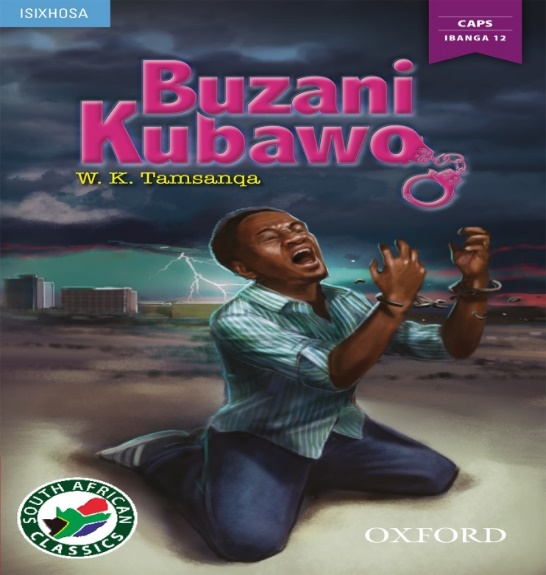 ISIXHOSA
CAPS
IBANGA 12
Buzani
Kubawo
W. K. Tamsanqa
SOUTH AFRICAN
CLASSICS
OXFORD